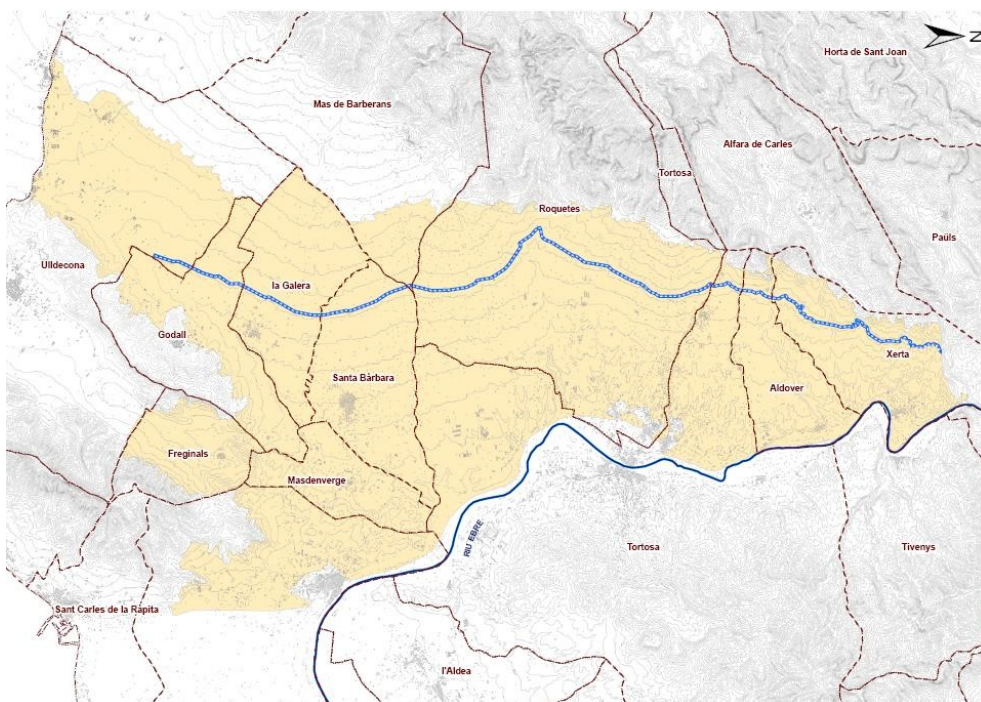 N
Horta de Sant Joan
Mas de Barberans
Alfara de Carles
Tortosa
Roquetes
Paüls
Ulldecona
la Galera
Godall
Xerta
Santa Bàrbara
Aldover
Freginals
Masdenverge
RIU EBRE
Tortosa
Tivenys
Sant Carles de la Ràpita
l'Aldea